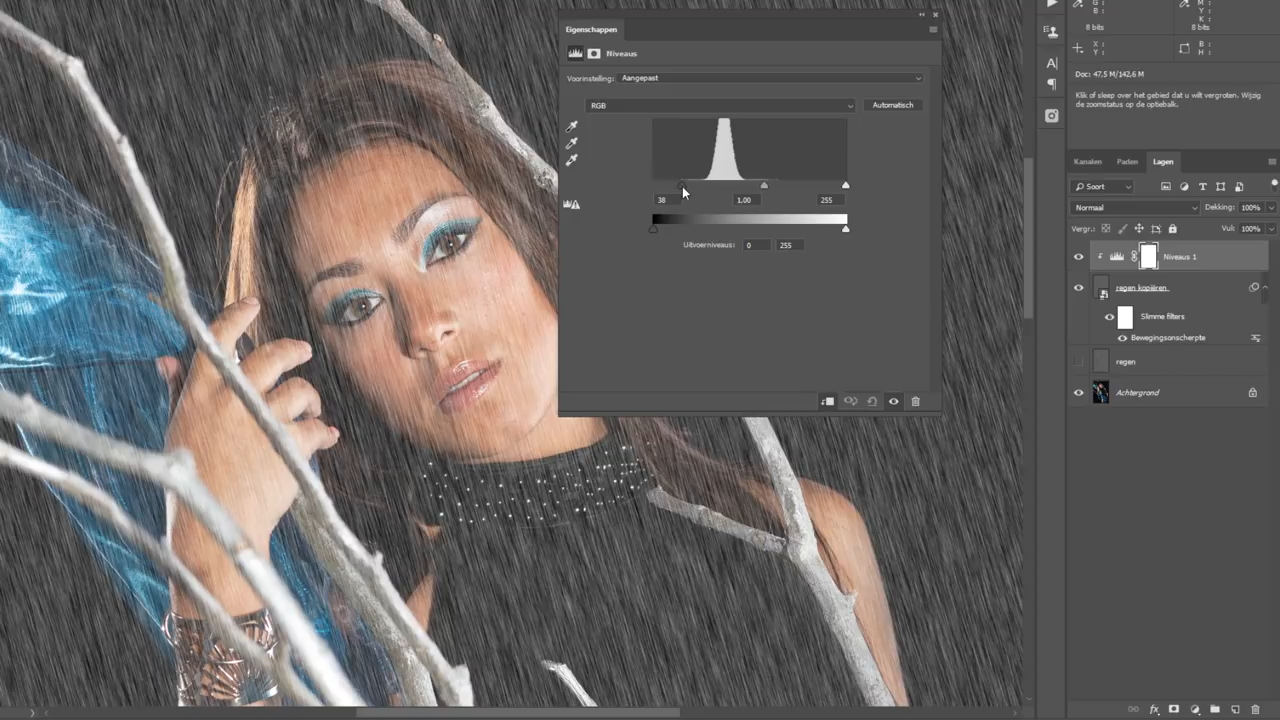 Eigenschappen
Niveaus
Voorinstelling: Aangepast
RGB
Automatisch
38
1,00
255
Uitvoerniveaus: 0 255
G :
B :
M :
Y :
K :
8 bits
8 bits
X :
Y :
B :
H :
Doc: 47,5 M/142,6 M
Klik of sleep over het gebied dat u wilt vergroten. Wijzig
de zoomstatus op de optiebalk.
Kanalen
Paden
Lagen
Soort
Normaal
Dekking: 100%
Vergr.:
Vul: 100%
Niveaus 1
regen kopiëren
Slimme filters
Bewegingsonscherpte
regen
Achtergrond